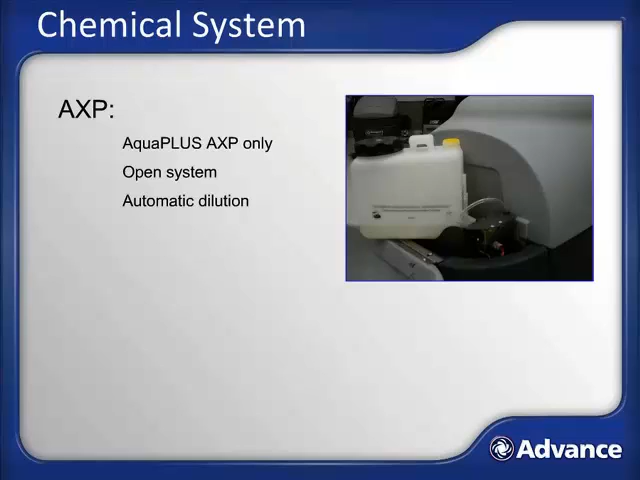 Chemical System
AXP:
AquaPLUS AXP only
Open system
Automatic dilution
Advance